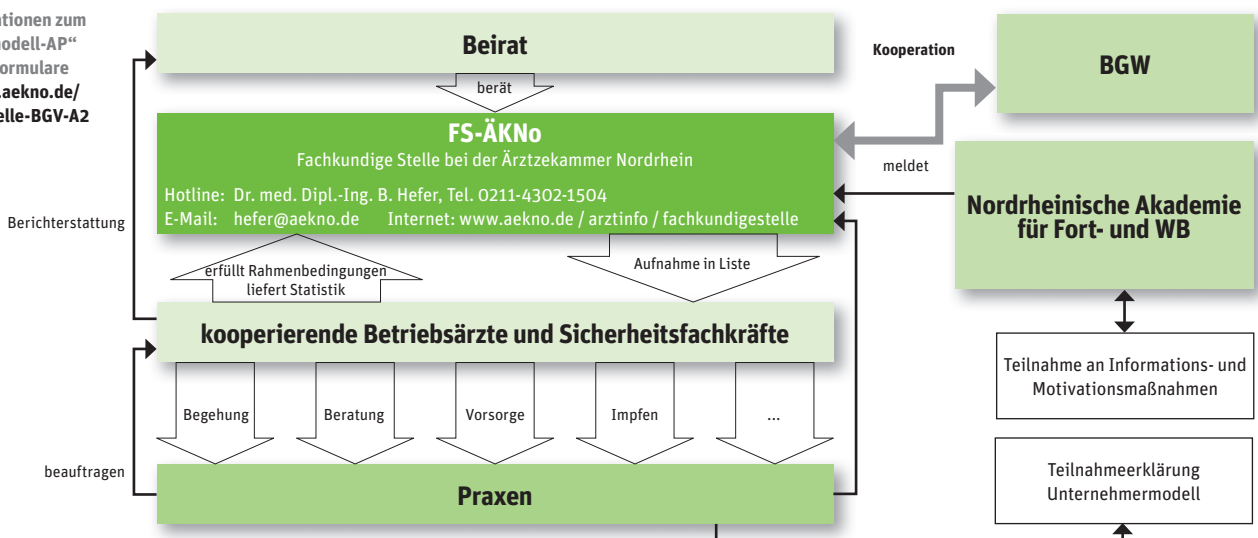 ationen zum
modell-AP“
ormulare
.aekno.de/
elle-BGV-A2
Beirat
Kooperation
BGW
berät
FS-ÄKNo
Fachkundige Stelle bei der Ärztzekammer Nordrhein
Hotline: Dr. med. Dipl.-Ing. B. Hefer, Tel. 0211-4302-1504
E-Mail: hefer@aekno.de Internet: www.aekno.de / arztinfo / fachkundigestelle
meldet
Nordrheinische Akademie
für Fort- und WB
Berichterstattung
erfüllt Rahmenbedingungen
liefert Statistik
Aufnahme in Liste
kooperierende Betriebsärzte und Sicherheitsfachkräfte
Teilnahme an Informations- und
Motivationsmaßnahmen
Begehung
Beratung
Vorsorge
Impfen
...
beauftragen
Praxen
Teilnahmeerklärung
Unternehmermodell